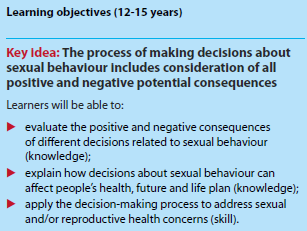 Learning objectives (12-15 years)
Key idea: The process of making decisions about
sexual behaviour includes consideration of all
positive and negative potential consequences
Learners will be able to:
▶ evaluate the positive and negative consequences
of different decisions related to sexual behaviour
(knowledge);
▶ explain how decisions about sexual behaviour can
affect people's health, future and life plan (knowledge);
▶ apply the decision-making process to address sexual
and/or reproductive health concerns (skill).